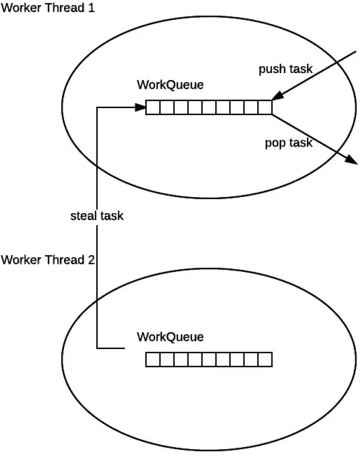 Worker Thread 1
push task
WorkQueue
pop task
steal task
Worker Thread 2
WorkQueue